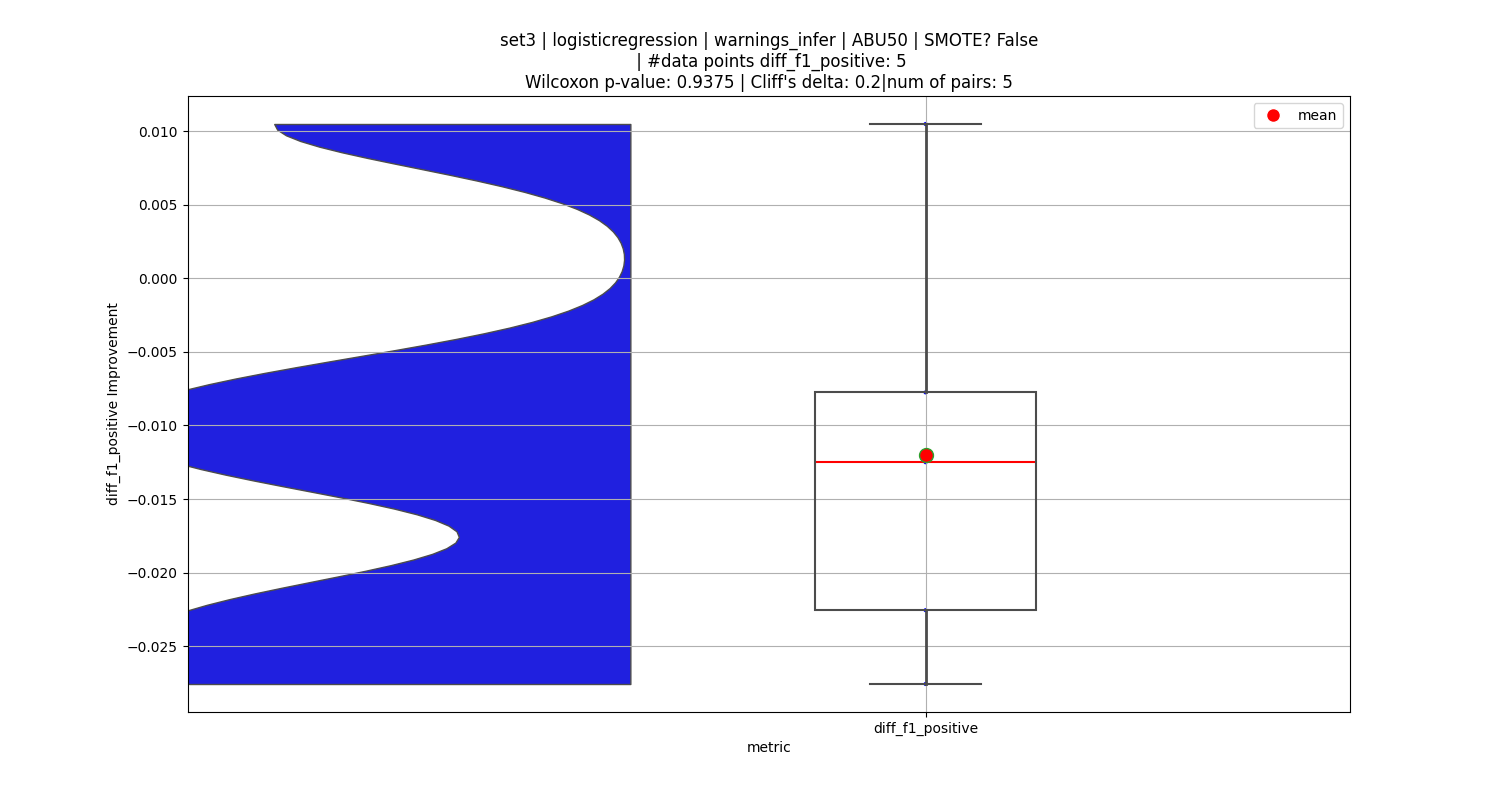 set3 | logisticregression | warnings_infer | ABU50 | SMOTE? False
| #data points diff_f1_positive: 5
Wilcoxon p-value: 0.9375 | Cliff's delta: 0.2|num of pairs: 5
mean
0.010
0.005
0.000
−0.005
−0.010
−0.015
−0.020
−0.025
diff_f1_positive Improvement
diff_f1_positive
metric